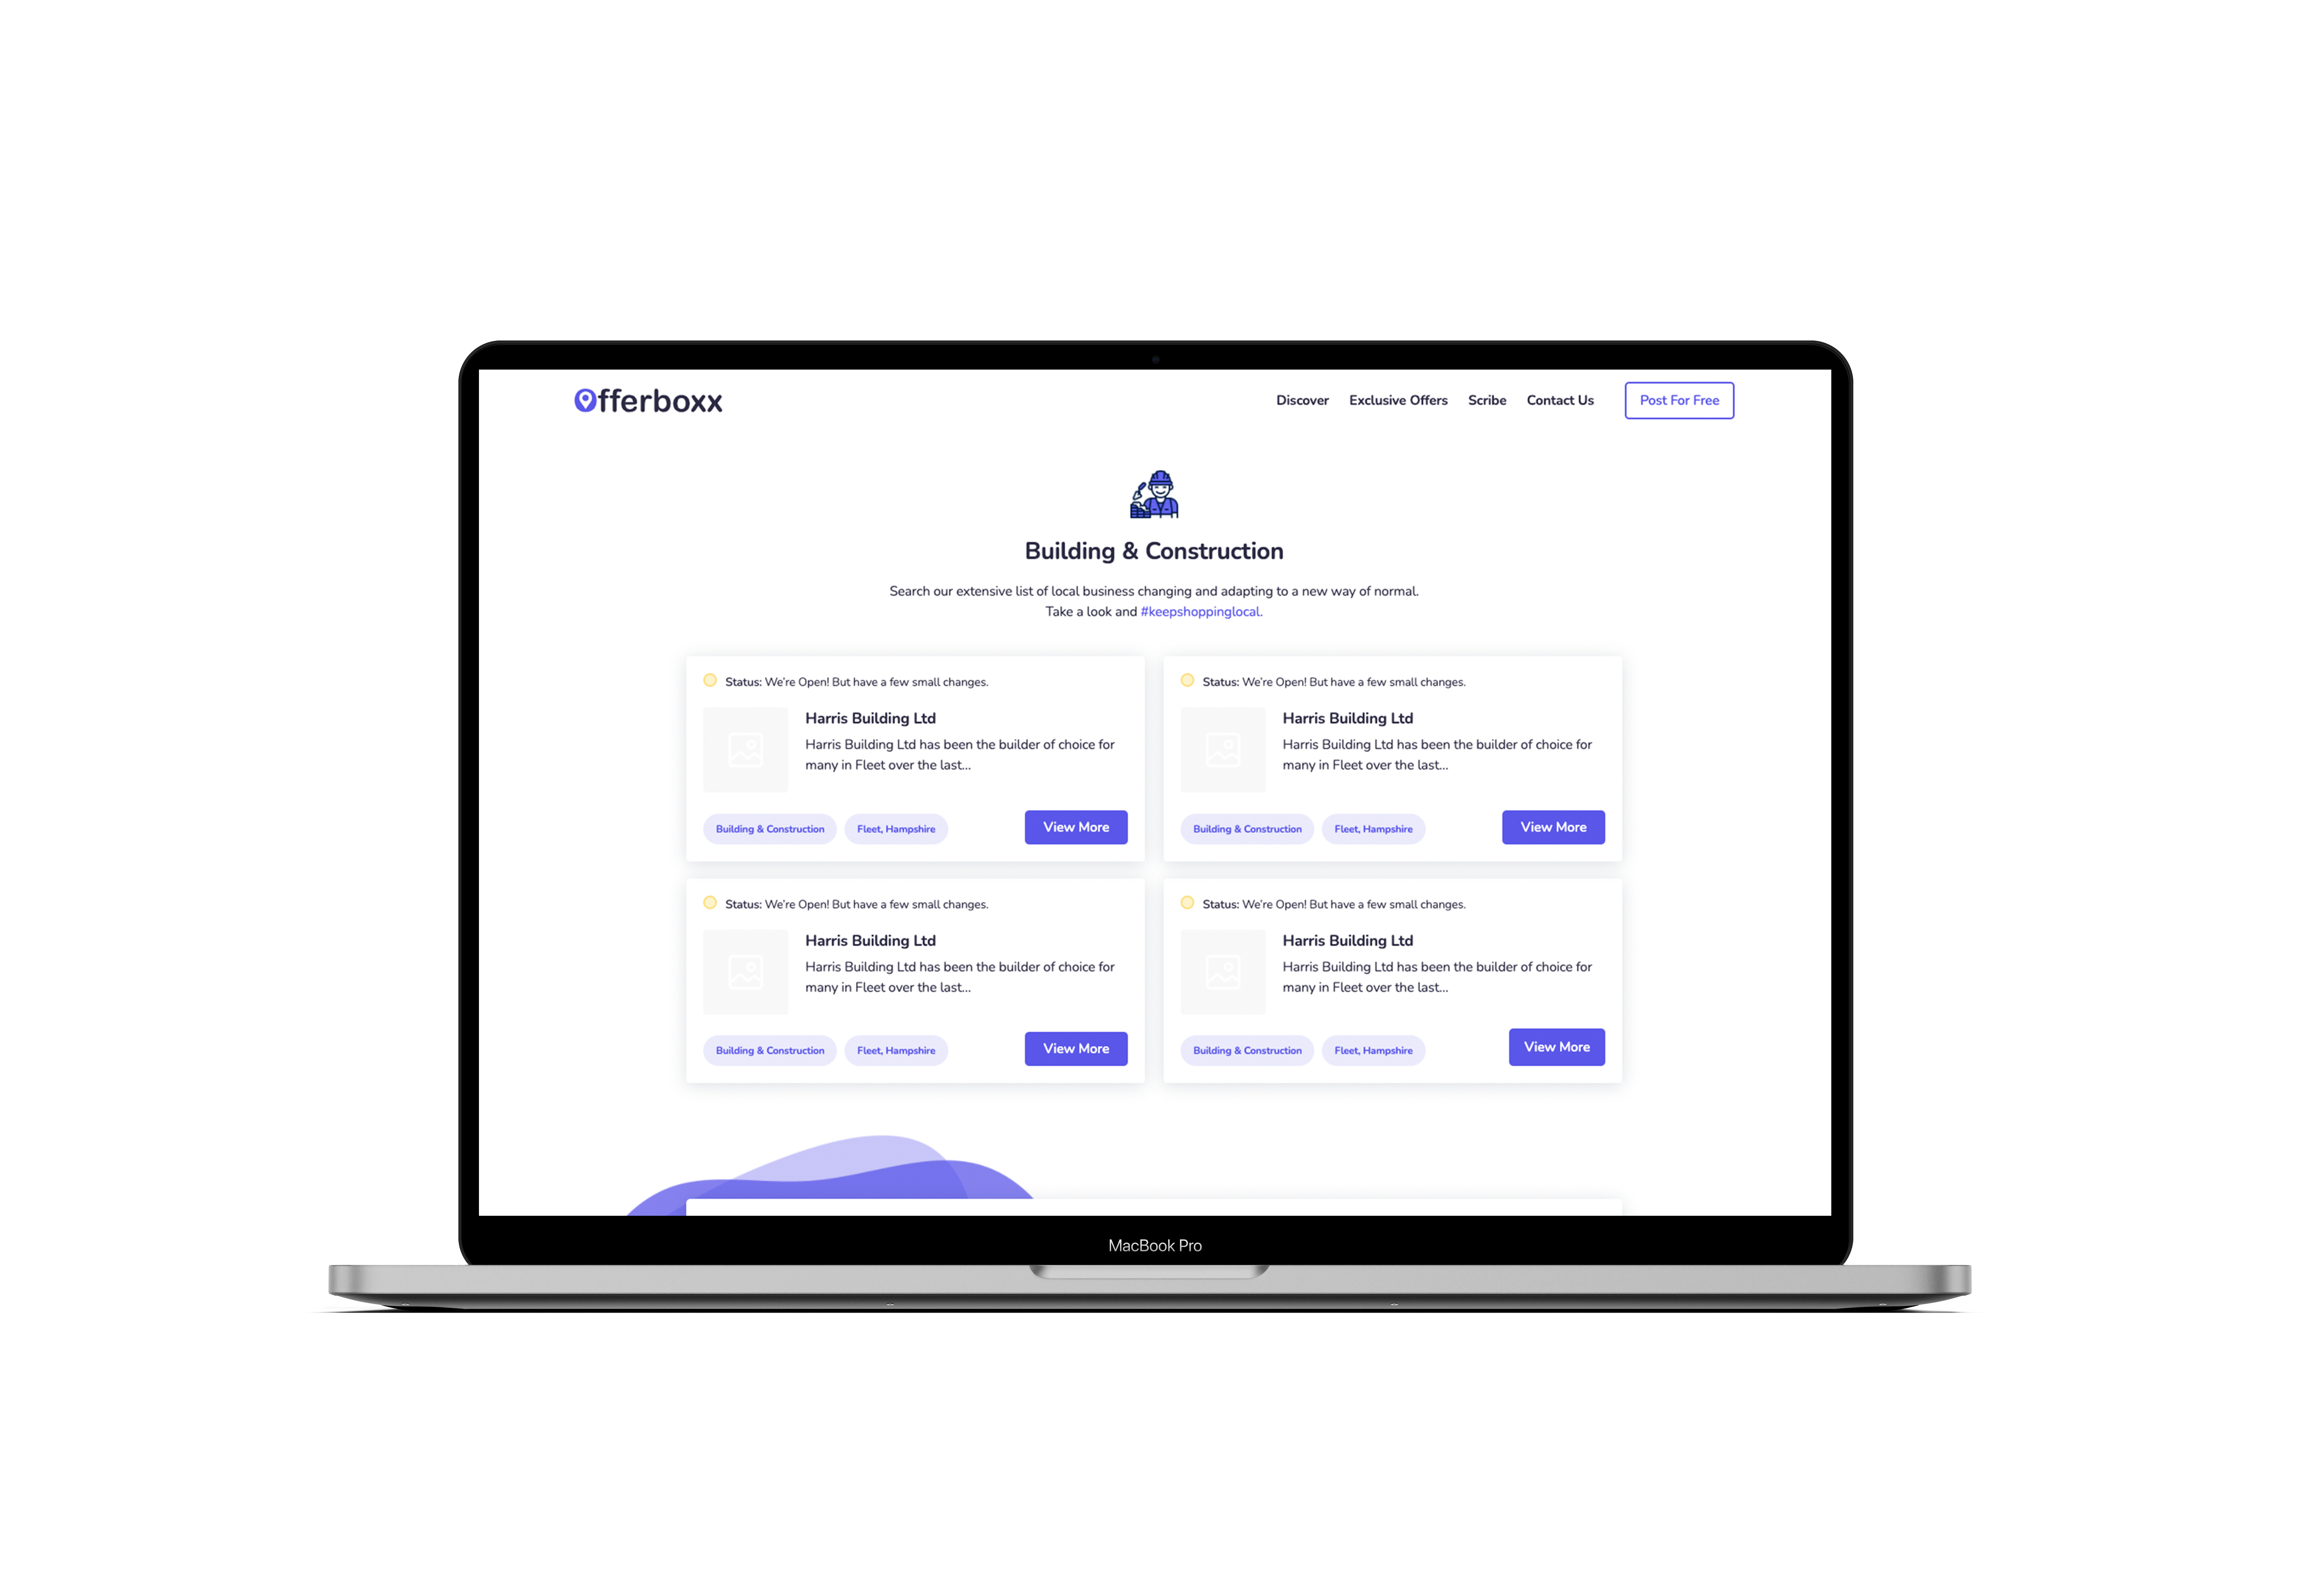 Offerboxx
Discover
Exclusive Offers
Scribe
Contact Us
Post For Free
Building & Construction
Search our extensive list of local business changing and adapting to a new way of normal.
Take a look and #keepshoppinglocal.
Status: We're Open! But have a few small changes.
Harris Building Ltd
Harris Building Ltd has been the builder of choice for
many in Fleet over the last...
Building & Construction
Fleet, Hampshire
View More
Status: We're Open! But have a few small changes.
Harris Building Ltd
Harris Building Ltd has been the builder of choice for
many in Fleet over the last...
Building & Construction
Fleet, Hampshire
View More
Status: We're Open! But have a few small changes.
Harris Building Ltd
Harris Building Ltd has been the builder of choice for
many in Fleet over the last...
Building & Construction
Fleet, Hampshire
View More
Status: We're Open! But have a few small changes.
Harris Building Ltd
Harris Building Ltd has been the builder of choice for
many in Fleet over the last...
Building & Construction
Fleet, Hampshire
View More
MacBook Pro